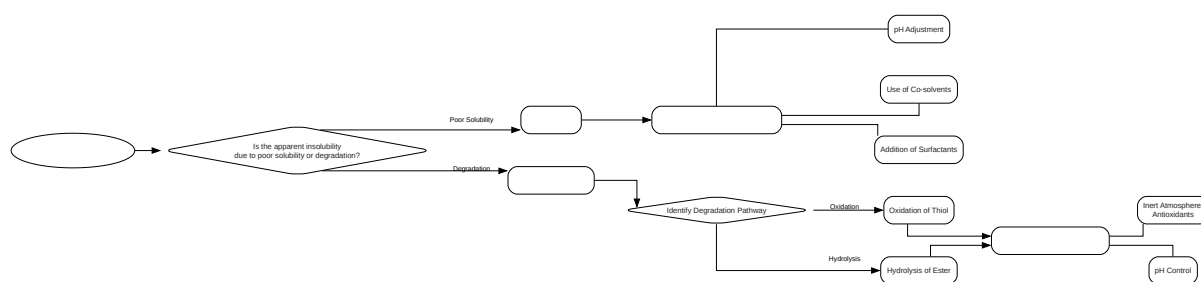 pH Adjustment
Use of Co-solvents
Poor Solubility
Is the apparent insolubility
due to poor solubility or degradation?
Addition of Surfactants
Degradation
Identify Degradation Pathway
Oxidation
Oxidation of Thiol
Inert Atmosphere
Antioxidants
Hydrolysis
Hydrolysis of Ester
pH Control